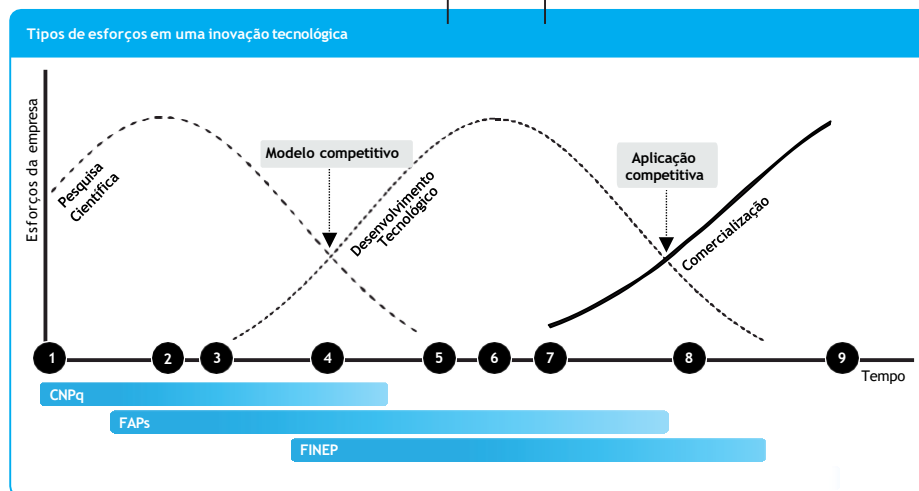 Tipos de esforços em uma inovação tecnológica
Esforços da empresa
Pesquisa
Científica
Modelo competitivo
Desenvolvimento
Tecnológico
Aplicação
competitiva
Comercialização
1
2
3
4
5
6
7
8
9
Tempo
CNPq
FAPs
FINEP